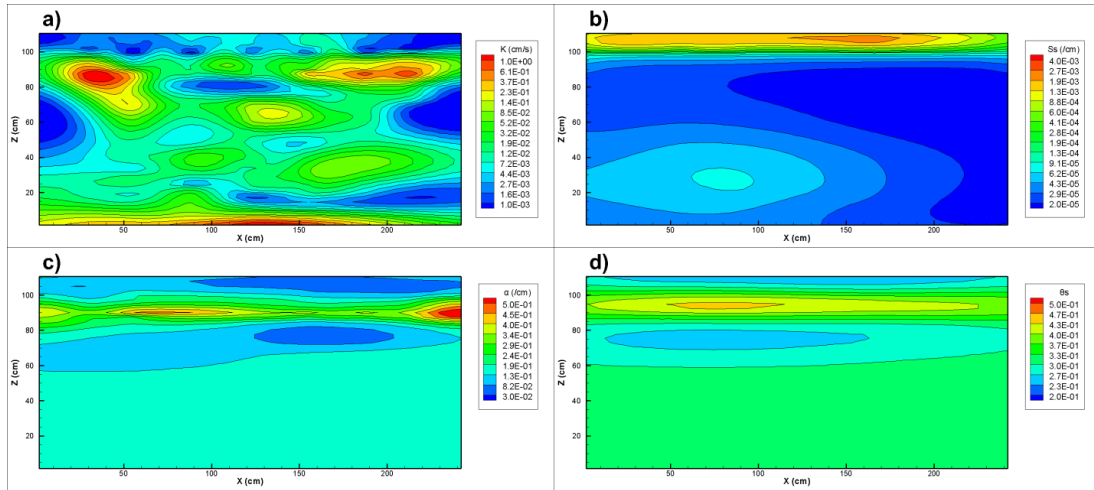 a)
K (cm/s)
1.0E+00
6.1E-01
3.7E-01
2.3E-01
1.4E-01
8.5E-02
5.2E-02
3.2E-02
1.9E-02
1.2E-02
7.2E-03
4.4E-03
2.7E-03
1.6E-03
1.0E-03
Z (cm)
100
80
60
40
20
50
100
150
200
X (cm)
b)
Ss (/cm)
4.0E-03
2.7E-03
1.9E-03
1.3E-03
8.8E-04
6.0E-04
4.1E-04
2.8E-04
1.9E-04
1.3E-04
9.1E-05
6.2E-05
4.3E-05
2.9E-05
2.0E-05
Z (cm)
100
80
60
40
20
50
100
150
200
X (cm)
c)
α (/cm)
5.0E-01
4.5E-01
4.0E-01
3.4E-01
2.9E-01
2.4E-01
1.9E-01
1.3E-01
8.2E-02
3.0E-02
Z (cm)
100
80
60
40
20
50
100
150
200
X (cm)
d)
θs
5.0E-01
4.7E-01
4.3E-01
4.0E-01
3.7E-01
3.3E-01
3.0E-01
2.7E-01
2.3E-01
2.0E-01
Z (cm)
100
80
60
40
20
50
100
150
200
X (cm)